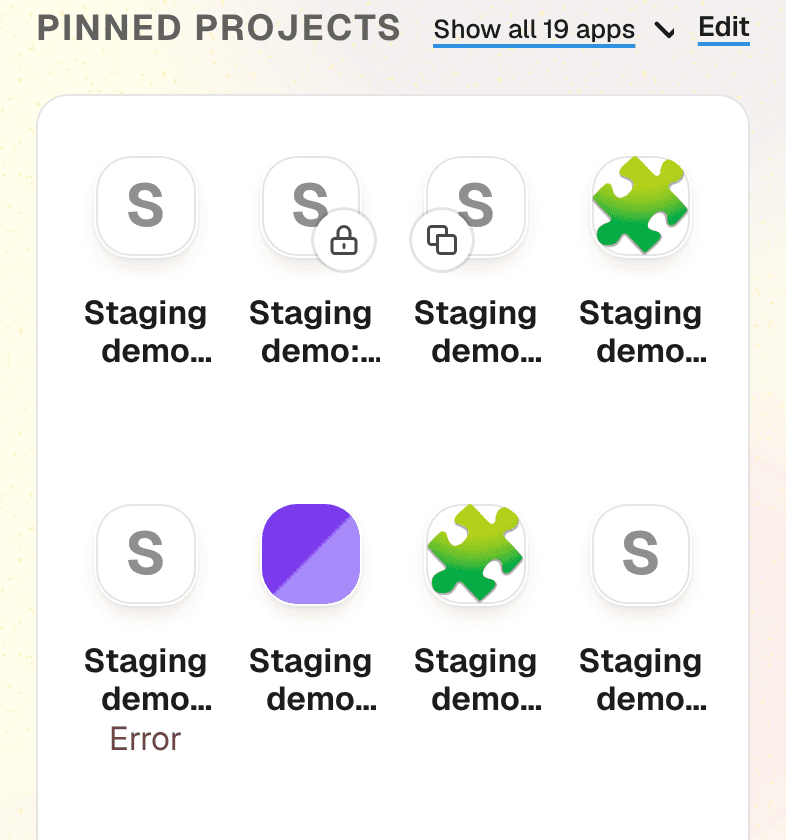 PINNED PROJECTS Show all 19 apps Edit
S S S
Staging demo... Staging demo:... Staging demo... Staging demo...
S S
Staging demo... Staging demo... Staging demo... Staging demo...
Error